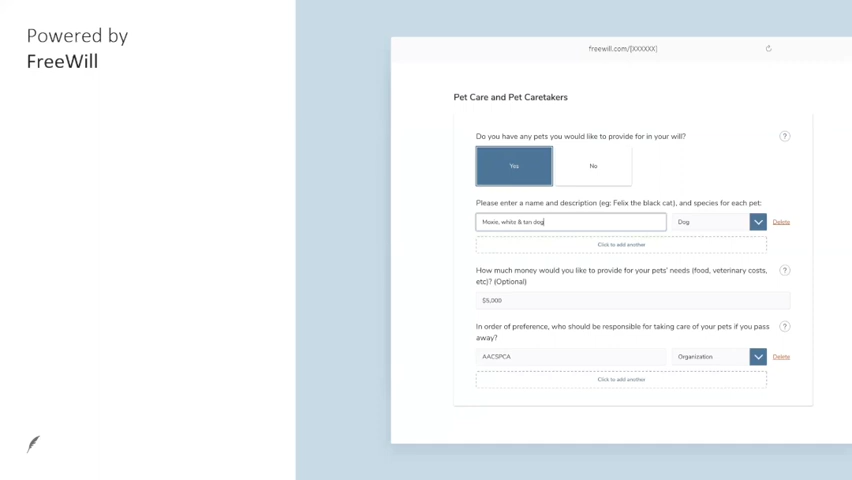 Powered by
FreeWill
freewill.com/[XXXXXX]
Pet Care and Pet Caretakers
Do you have any pets you would like to provide for in your will?
?
Yes
No
Please enter a name and description (eg: Felix the black cat), and species for each pet:
Moxie, white & tan dog
Dog
Delete
Click to add another
How much money would you like to provide for your pets' needs (food, veterinary costs,
etc)? (Optional)
?
$5,000
In order of preference, who should be responsible for taking care of your pets if you pass
away?
?
AACSPCA
Organization
Delete
Click to add another